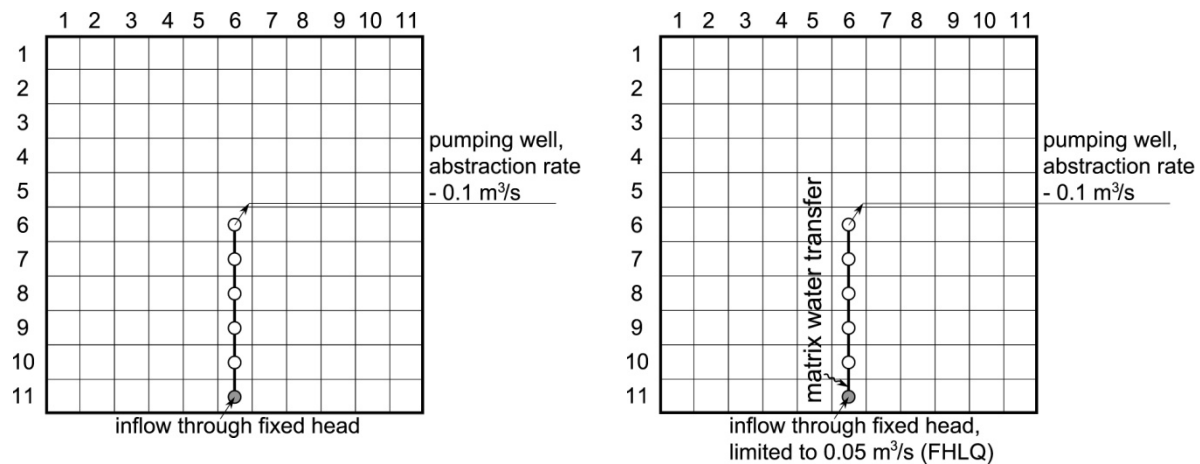 1 2 3 4 5 6 7 8 9 10 11
1
2
3
4
5
6
7
8
9
10
11
pumping well,
abstraction rate
- 0.1 m³/s
inflow through fixed head
1 2 3 4 5 6 7 8 9 10 11
1
2
3
4
5
6
7
8
9
10
11
matrix water transfer
pumping well,
abstraction rate
- 0.1 m³/s
inflow through fixed head,
limited to 0.05 m³/s (FHLQ)